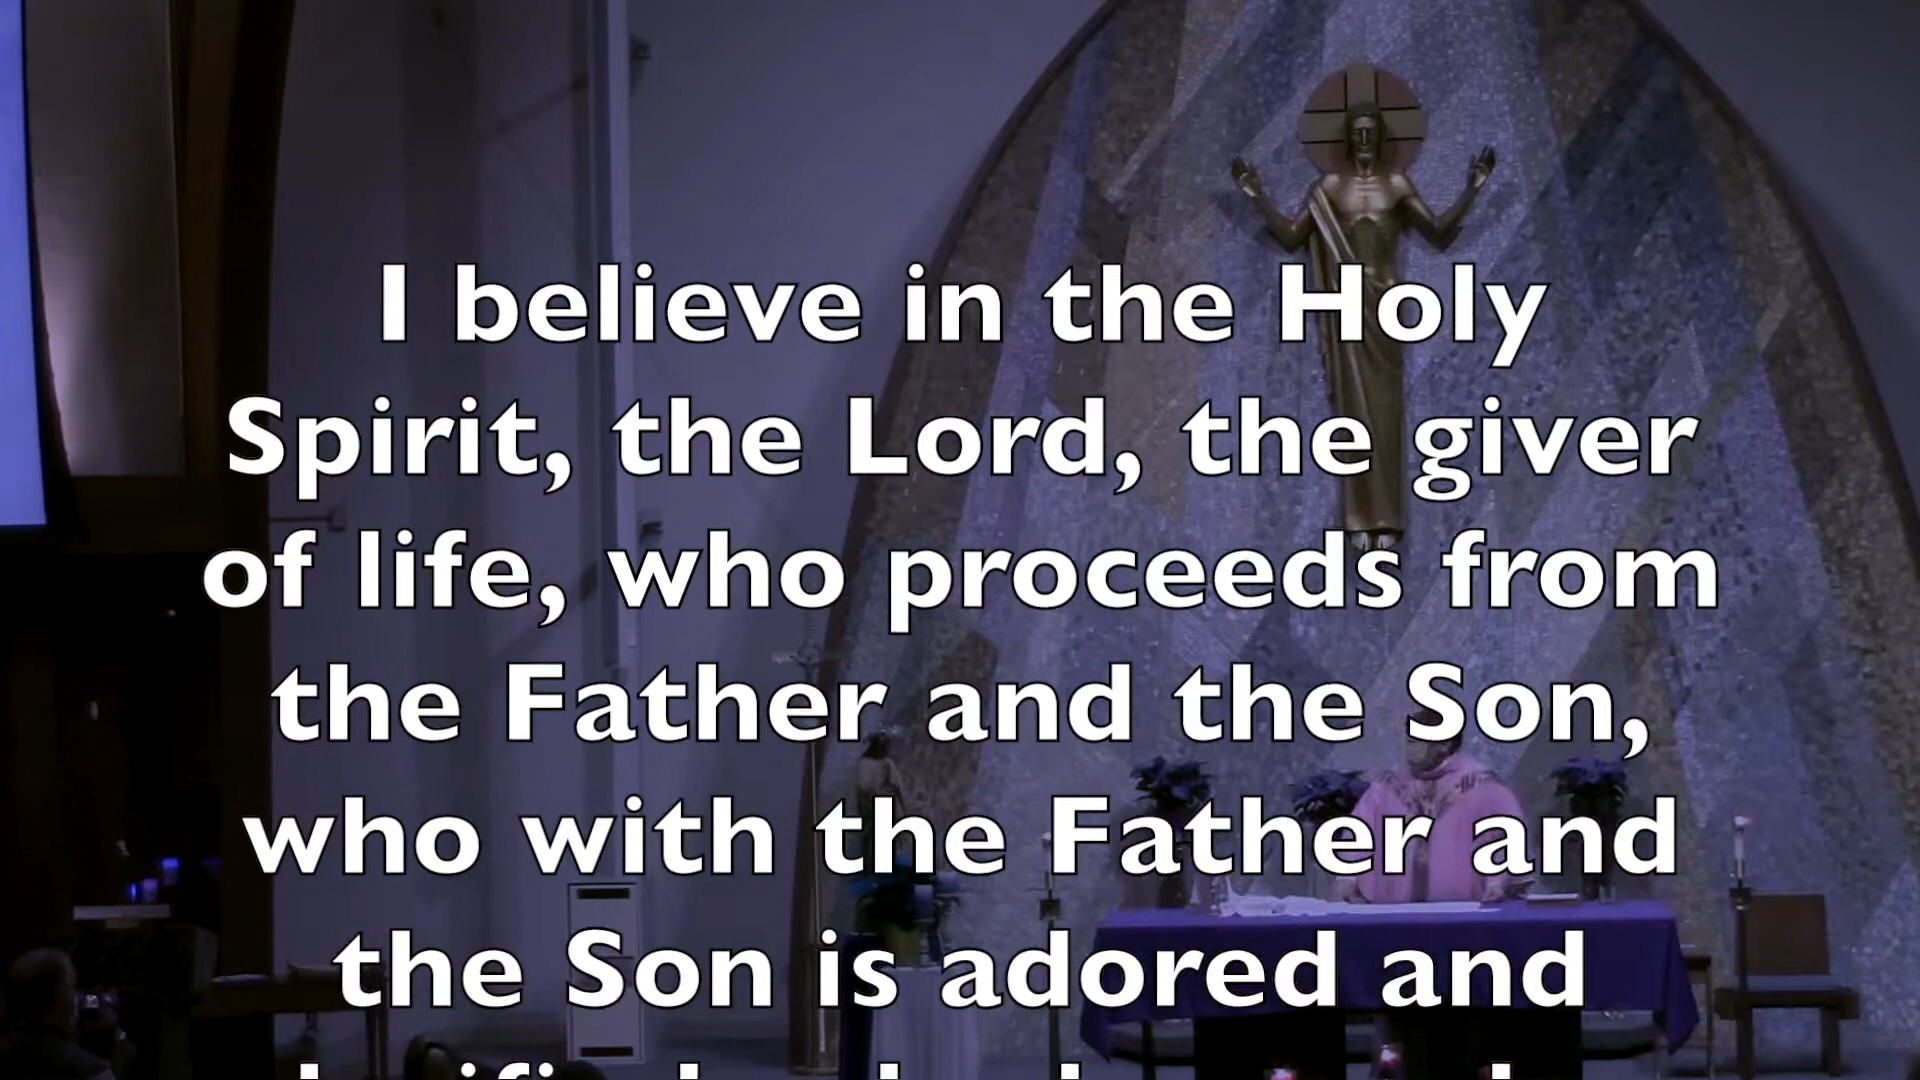 I believe in the Holy
Spirit, the Lord, the giver
of life, who proceeds from
the Father and the Son,
who with the Father and
the Son is adored and